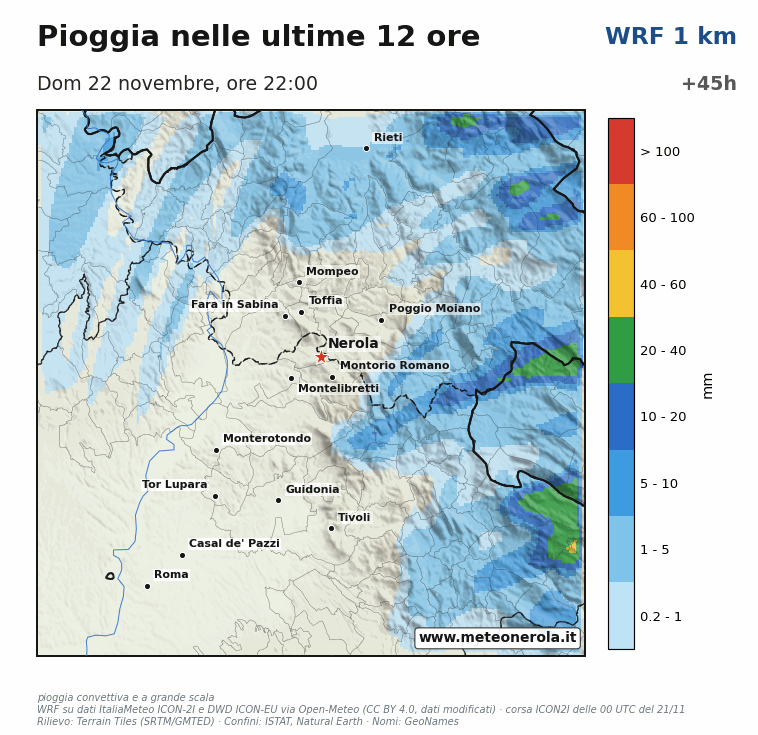 Pioggia nelle ultime 12 ore
WRF 1 km
Dom 22 novembre, ore 22:00
+45h
Rieti
Mompeo
Fara in Sabina
Toffia
Poggio Moiano
Nerola
Montorio Romano
Montelibretti
Monterotondo
Tor Lupara
Guidonia
Tivoli
Casal de' Pazzi
Roma
www.meteonerola.it
> 100
60 - 100
40 - 60
20 - 40
10 - 20
5 - 10
1 - 5
0.2 - 1
mm
pioggia convettiva e a grande scala
WRF su dati ItaliaMeteo ICON-2I e DWD ICON-EU via Open-Meteo (CC BY 4.0, dati modificati) · corsa ICON2I delle 00 UTC del 21/11
Rilievo: Terrain Tiles (SRTM/GMTED) · Confini: ISTAT, Natural Earth · Nomi: GeoNames